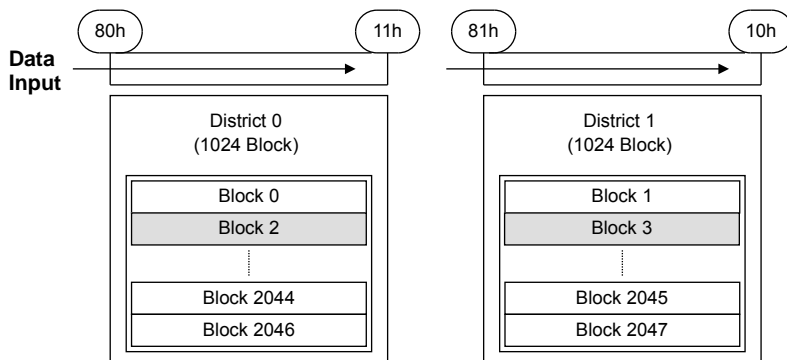 80h
11h
81h
10h
Data
Input
District 0
(1024 Block)
Block 0
Block 2
Block 2044
Block 2046
District 1
(1024 Block)
Block 1
Block 3
Block 2045
Block 2047